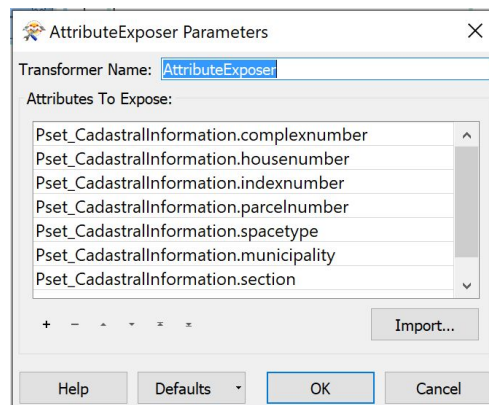 AttributeExposer Parameters
Transformer Name: AttributeExposer
Attributes To Expose:
Pset_CadastralInformation.complexnumber
Pset_CadastralInformation.housenumber
Pset_CadastralInformation.indexnumber
Pset_CadastralInformation.parcelnumber
Pset_CadastralInformation.spacetype
Pset_CadastralInformation.municipality
Pset_CadastralInformation.section
Import...
Help Defaults OK Cancel